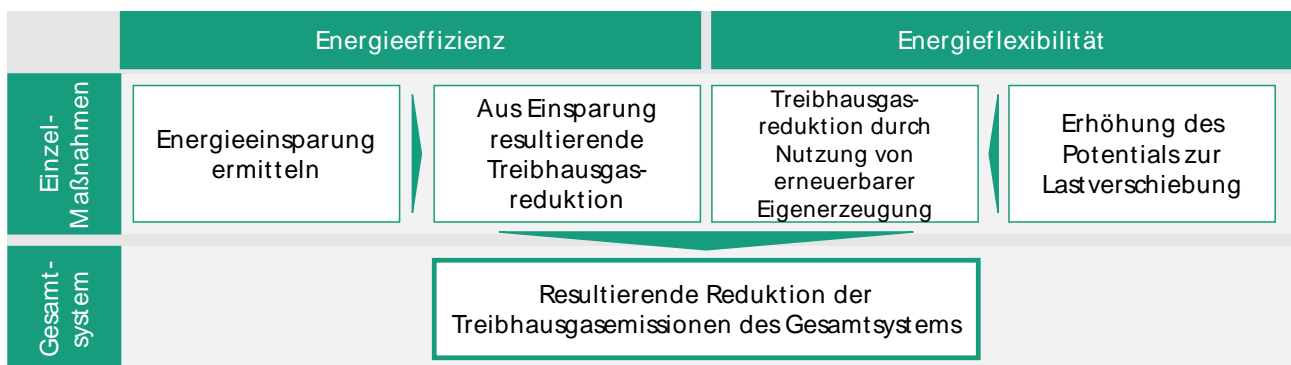 Energieeffizienz
Energieflexibilität
Einzel-
Maßnahmen
Energieeinsparung
ermitteln
Aus Einsparung
resultierende
Treibhausgas-
reduktion
Treibhausgas-
reduktion durch
Nutzung von
erneuerbarer
Eigenerzeugung
Erhöhung des
Potentials zur
Lastverschiebung
Gesamt-
system
Resultierende Reduktion der
Treibhausgasemissionen des Gesamtsystems